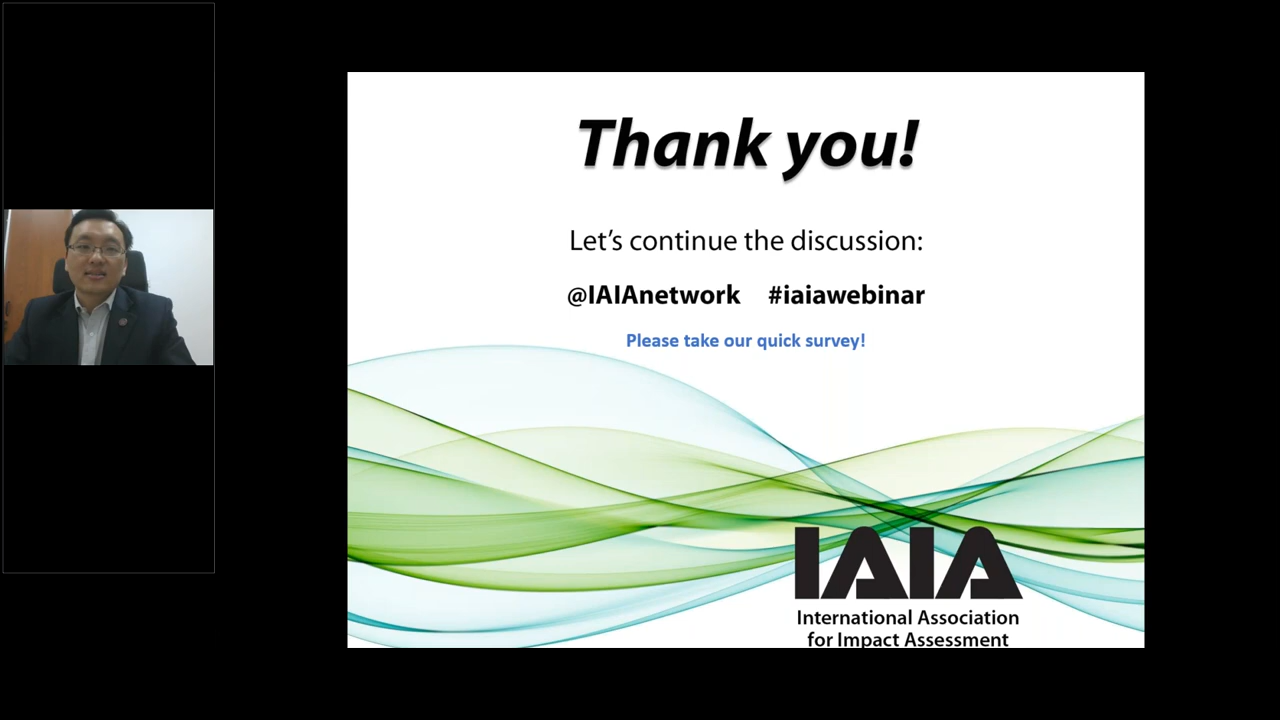 Thank you!
Let’s continue the discussion:
@IAIAnetwork #iaiawebinar
Please take our quick survey!
IAIA
International Association
for Impact Assessment